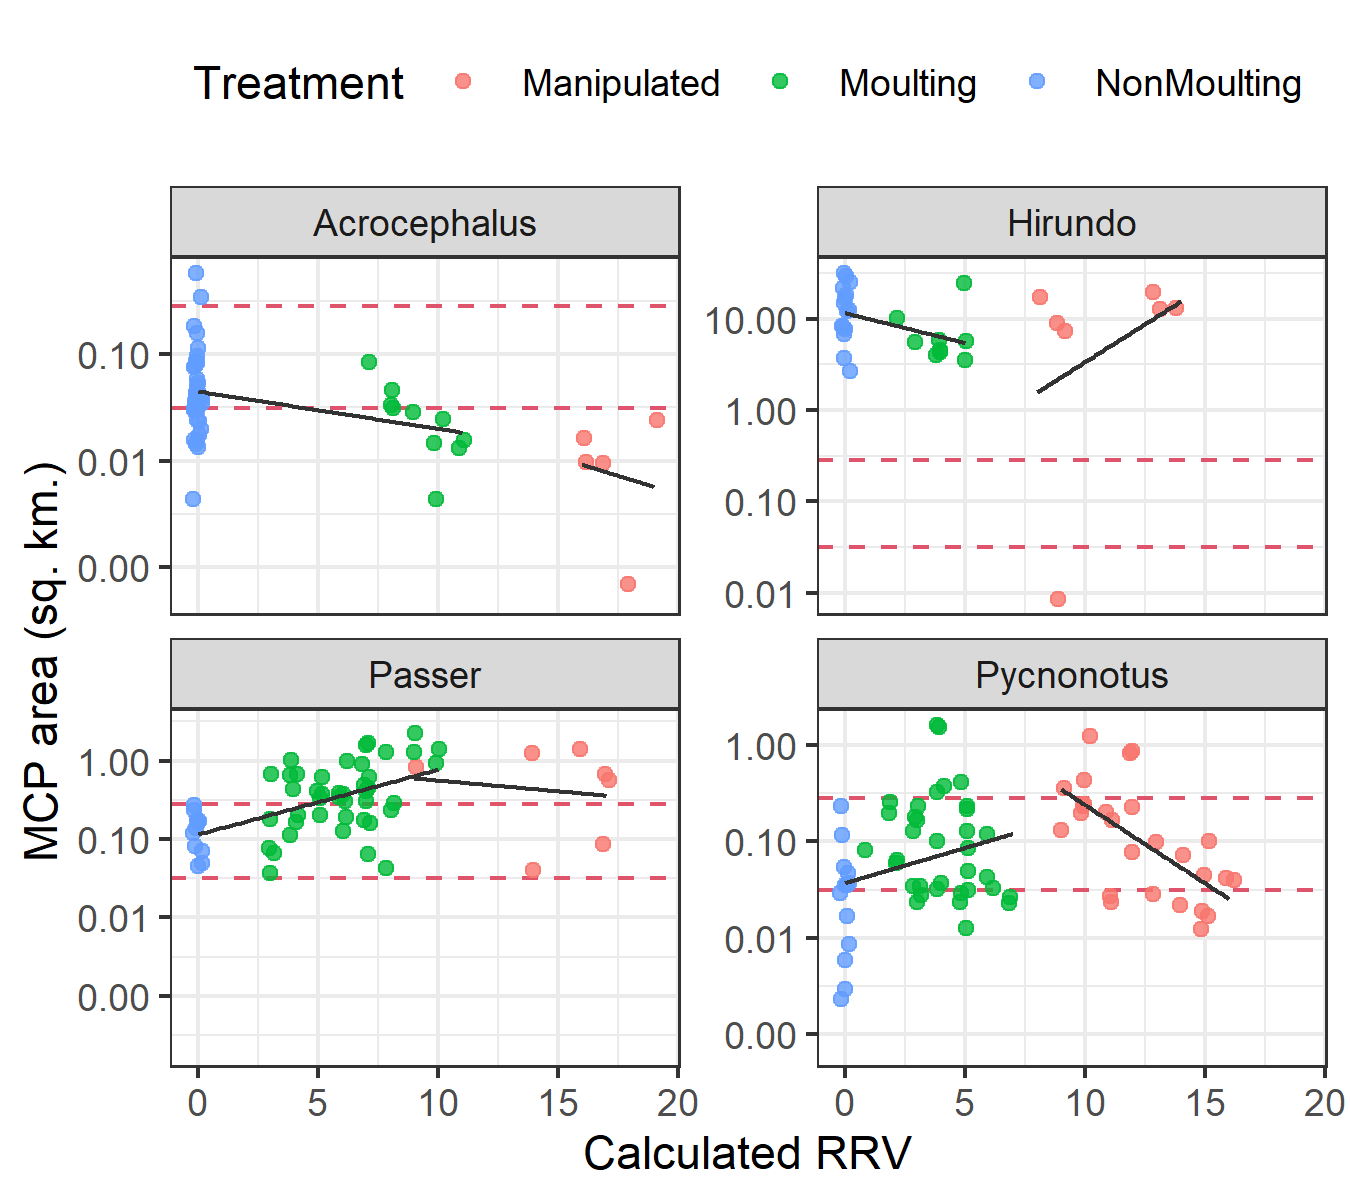 Treatment Manipulated Moulting NonMoulting
Acrocephalus Hirundo
0.10
0.01
0.00
10.00
1.00
0.10
0.01
MCP area (sq. km.)
Passer Pycnonotus
1.00
0.10
0.01
0.00
1.00
0.10
0.01
0.00
0 5 10 15 20 0 5 10 15 20
Calculated RRV